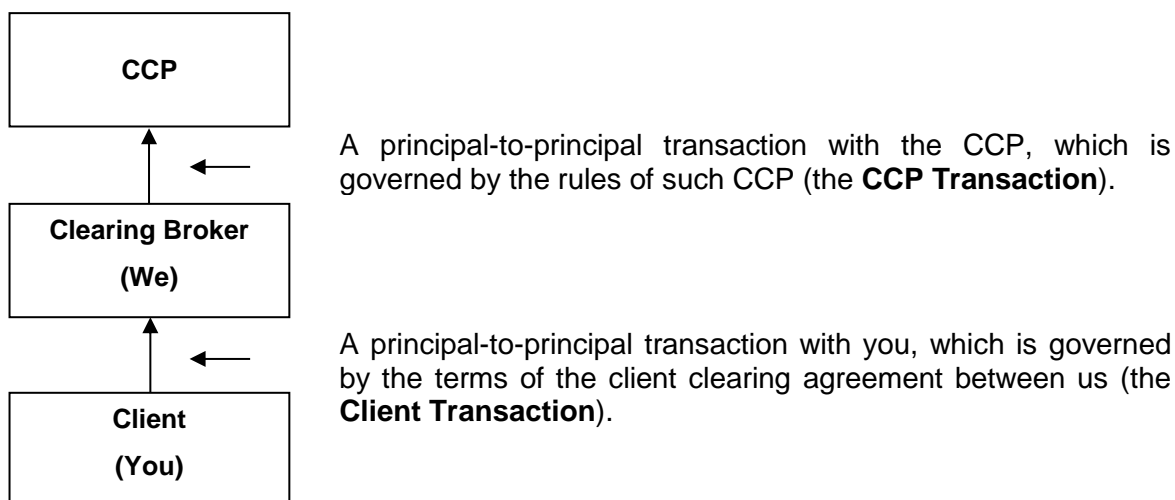 CCP
A principal-to-principal transaction with the CCP, which is
governed by the rules of such CCP (the CCP Transaction).
Clearing Broker
(We)
A principal-to-principal transaction with you, which is governed
by the terms of the client clearing agreement between us (the
Client Transaction).
Client
(You)